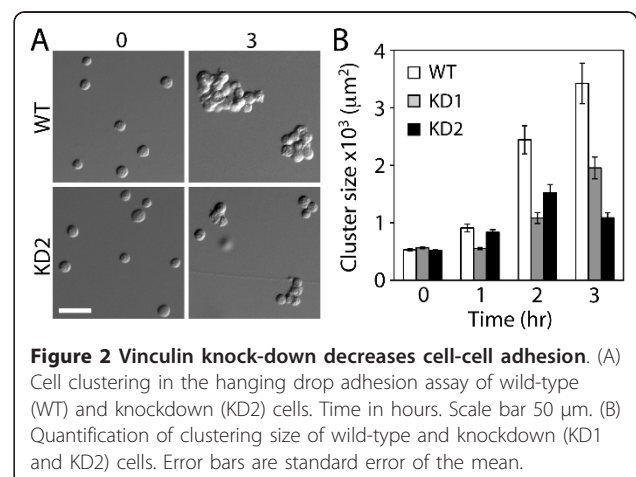 A
0
3
WT
KD2
B
Cluster size x10³ (µm²)
4
3
2
1
0
WT
KD1
KD2
0 1 2 3
Time (hr)
Figure 2 Vinculin knock-down decreases cell-cell adhesion. (A)
Cell clustering in the hanging drop adhesion assay of wild-type
(WT) and knockdown (KD2) cells. Time in hours. Scale bar 50 μm. (B)
Quantification of clustering size of wild-type and knockdown (KD1
and KD2) cells. Error bars are standard error of the mean.